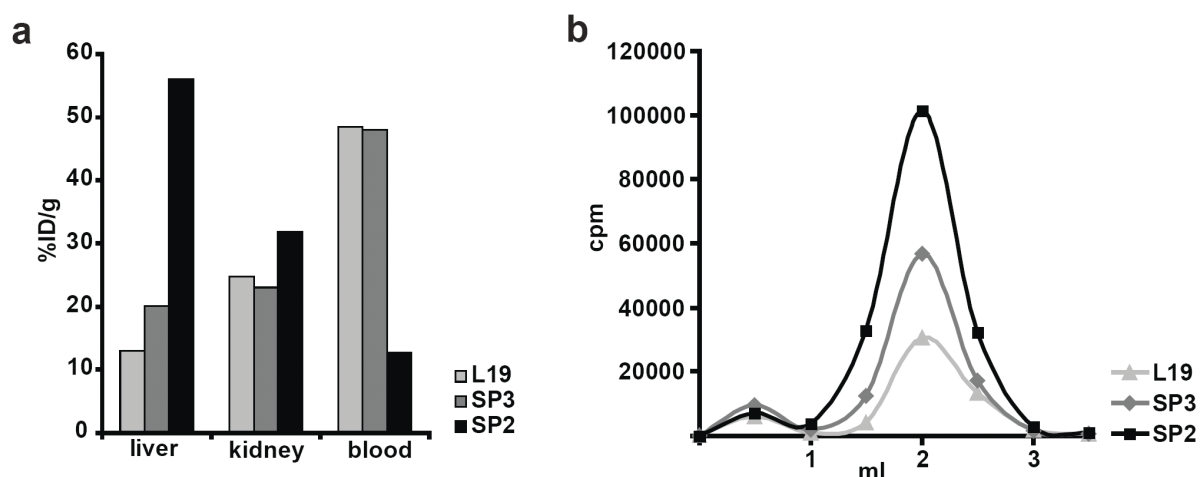 a
60
50
40
30
20
10
0
%ID/g
liver kidney blood
L19
SP3
SP2
b
120000
100000
80000
60000
40000
20000
cpm
1 2 3
ml
L19
SP3
SP2